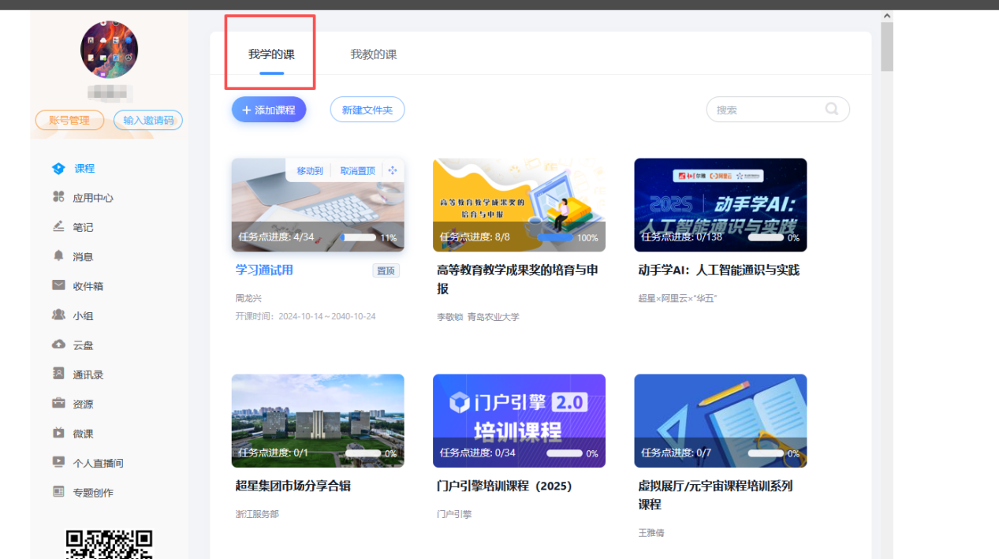 我学的课
我教的课
账号管理
输入邀请码
+ 添加课程
新建文件夹
搜索
课程
应用中心
笔记
消息
收件箱
小组
云盘
通讯录
资源
微课
个人直播间
专题创作
移动到
取消置顶
任务点进度: 4/34
11%
学习通试用
置顶
周龙兴
开课时间：2024-10-14～2040-10-24
高等教育教学成果奖的
培育与申报
任务点进度: 8/8
100%
高等教育教学成果奖的培育与申
报
李敬锁 青岛农业大学
2025 动手学AI:
人工智能通识与实践
任务点进度: 0/138
0%
动手学AI：人工智能通识与实践
超星×阿里云×“华五”
任务点进度: 0/1
0%
超星集团市场分享合辑
浙江服务部
门户引擎 2.0
培训课程
任务点进度: 0/34
0%
门户引擎培训课程（2025）
门户引擎
任务点进度: 0/7
0%
虚拟展厅/元宇宙课程培训系列
课程
王雅倩